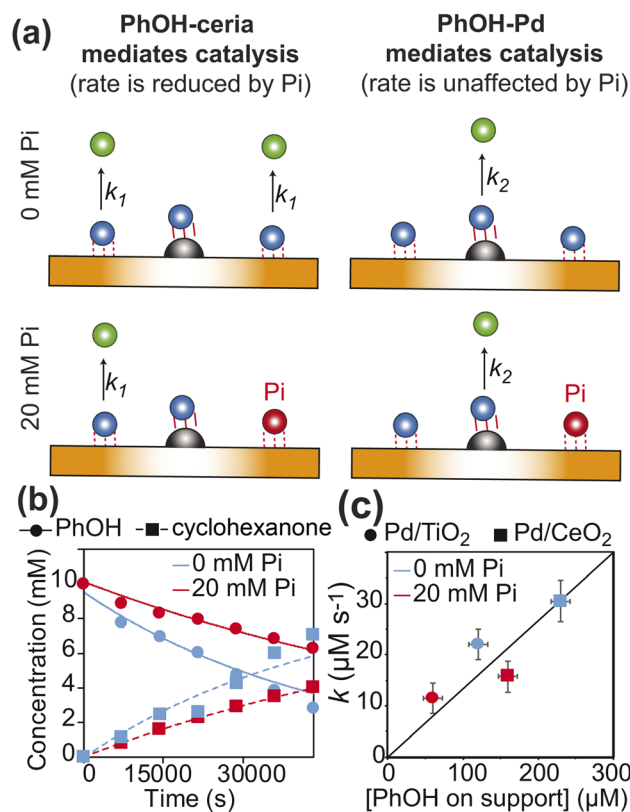 (a)
PhOH-ceria
mediates catalysis
(rate is reduced by Pi)
PhOH-Pd
mediates catalysis
(rate is unaffected by Pi)
0 mM Pi
k1
k1
k2
20 mM Pi
k1
Pi
k2
Pi
(b)
PhOH cyclohexanone
0 mM Pi
20 mM Pi
Concentration (mM)
10
8
6
4
2
0
0 15000 30000
Time (s)
(c)
Pd/TiO2 Pd/CeO2
0 mM Pi
20 mM Pi
k (µM s-1)
40
30
20
10
0
0 100 200 300
[PhOH on support] (µM)